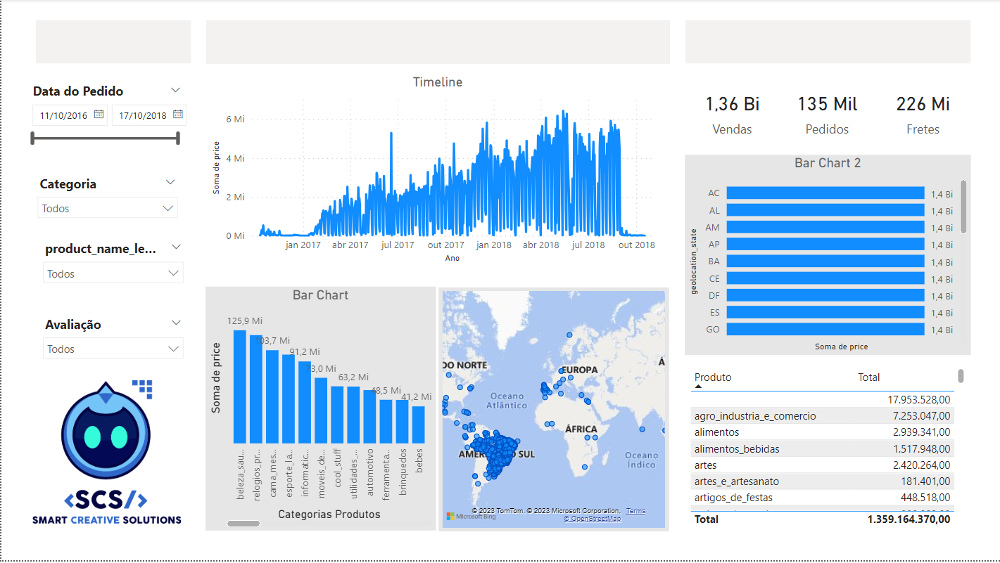 Data do Pedido
11/10/2016
17/10/2018
Categoria
Todos
product_name_le...
Todos
Avaliação
Todos
<SCS/>
SMART CREATIVE SOLUTIONS
Timeline
Soma de price
6 Mi
4 Mi
2 Mi
0 Mi
jan 2017 abr 2017 jul 2017 out 2017 jan 2018 abr 2018 jul 2018 out 2018
Ano
Bar Chart
Soma de price
125,9 Mi
103,7 Mi
91,2 Mi
73,0 Mi
63,2 Mi
48,5 Mi
41,2 Mi
beleza_sau...
relogios_pr...
cama_mes...
esporte_la...
informatic...
moveis_de...
cool_stuff
utilidades_...
automotivo
ferramenta...
brinquedos
bebes
Categorias Produtos
DO NORTE
EUROPA
Á
Oceano
Atlântico
ÁFRICA
AMÉRICA DO SUL
Oceano
Índico
© 2023 TomTom, © 2023 Microsoft Corporation, Terms
© OpenStreetMap
Microsoft Bing
1,36 Bi 135 Mil 226 Mi
Vendas Pedidos Fretes
Bar Chart 2
geolocation_state
AC 1,4 Bi
AL 1,4 Bi
AM 1,4 Bi
AP 1,4 Bi
BA 1,4 Bi
CE 1,4 Bi
DF 1,4 Bi
ES 1,4 Bi
GO 1,4 Bi
Soma de price
Produto Total
17.953.528,00
agro_industria_e_comercio 7.253.047,00
alimentos 2.939.341,00
alimentos_bebidas 1.517.948,00
artes 2.420.264,00
artes_e_artesanato 181.401,00
artigos_de_festas 448.518,00
Total 1.359.164.370,00